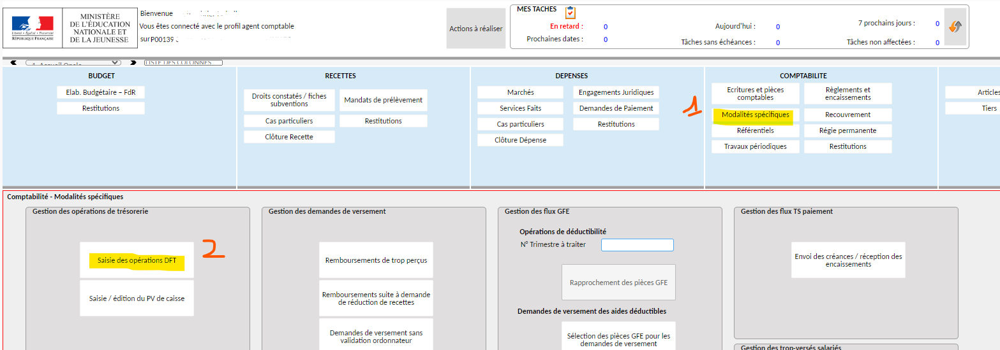 MINISTÈRE
DE L'ÉDUCATION
NATIONALE ET
DE LA JEUNESSE
Liberté • Égalité • Fraternité
RÉPUBLIQUE FRANÇAISE
Bienvenue
Vous êtes connecté avec le profil agent comptable
sur P00139
Actions à réaliser
MES TACHES
En retard : 0
Aujourd'hui : 0
7 prochains jours : 0
Prochaines dates : 0
Tâches sans échéances : 0
Tâches non affectées : 0
LISTE DES COLONNES
BUDGET
Elab. Budgétaire – FdR
Restitutions
RECETTES
Droits constatés / fiches
subventions
Mandats de prélèvement
Cas particuliers
Restitutions
Clôture Recette
DEPENSES
Marchés
Engagements Juridiques
Services Faits
Demandes de Paiement
Cas particuliers
Restitutions
Clôture Dépense
1
COMPTABILITE
Ecritures et pièces
comptables
Règlements et
encaissements
Modalités spécifiques
Recouvrement
Référentiels
Régie permanente
Travaux périodiques
Restitutions
Articles
Tiers
Comptabilité - Modalités spécifiques
Gestion des opérations de trésorerie
Saisie des opérations DFT
2
Saisie / édition du PV de caisse
Gestion des demandes de versement
Remboursements de trop perçus
Remboursements suite à demande
de réduction de recettes
Demandes de versement sans
validation ordonnateur
Gestion des flux GFE
Opérations de déductibilité
N° Trimestre à traiter
Rapprochement des pièces GFE
Demandes de versement des aides déductibles
Sélection des pièces GFE pour les
demandes de versement
Gestion des flux TS paiement
Envoi des créances / réception des
encaissements
Gestion des trop-versés salariés